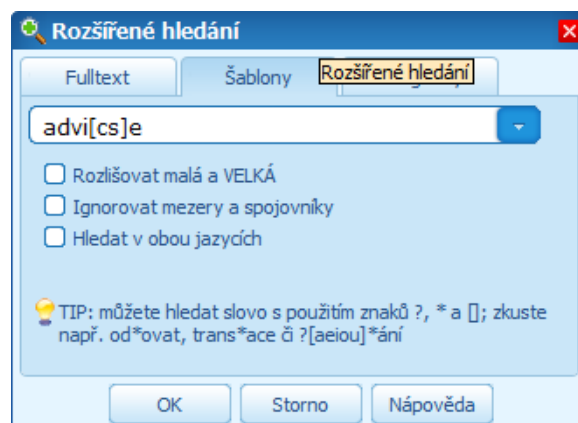 Rozšířené hledání
Fulltext
Šablony
Rozšířené hledání
advi[cs]e
Rozlišovat malá a VELKÁ
Ignorovat mezery a spojovníky
Hledat v obou jazycích
TIP: můžete hledat slovo s použitím znaků ?, * a []; zkuste
např. od*ovat, trans*ace či ?[aeiou]*ání
OK
Storno
Nápověda